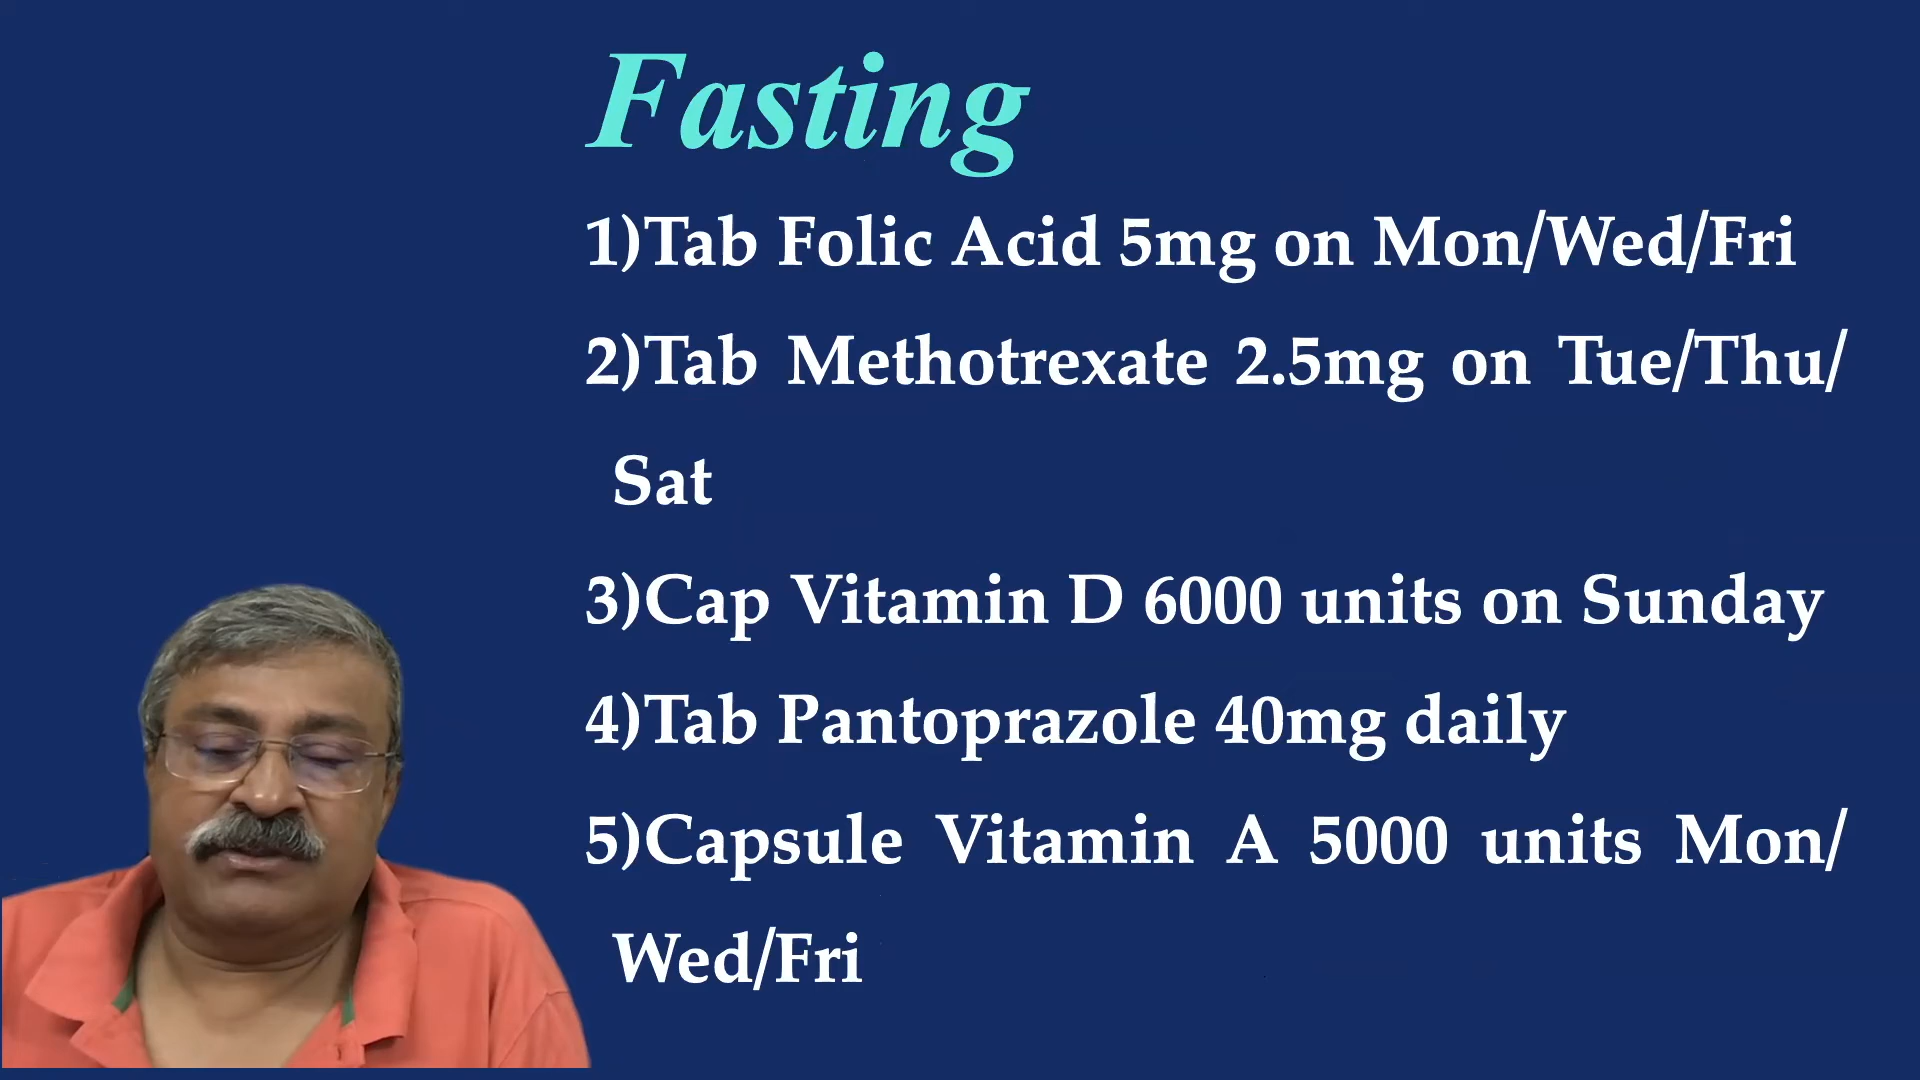 Fasting
1)Tab Folic Acid 5mg on Mon/Wed/Fri
2)Tab Methotrexate 2.5mg on Tue/Thu/
Sat
3)Cap Vitamin D 6000 units on Sunday
4)Tab Pantoprazole 40mg daily
5)Capsule Vitamin A 5000 units Mon/
Wed/Fri